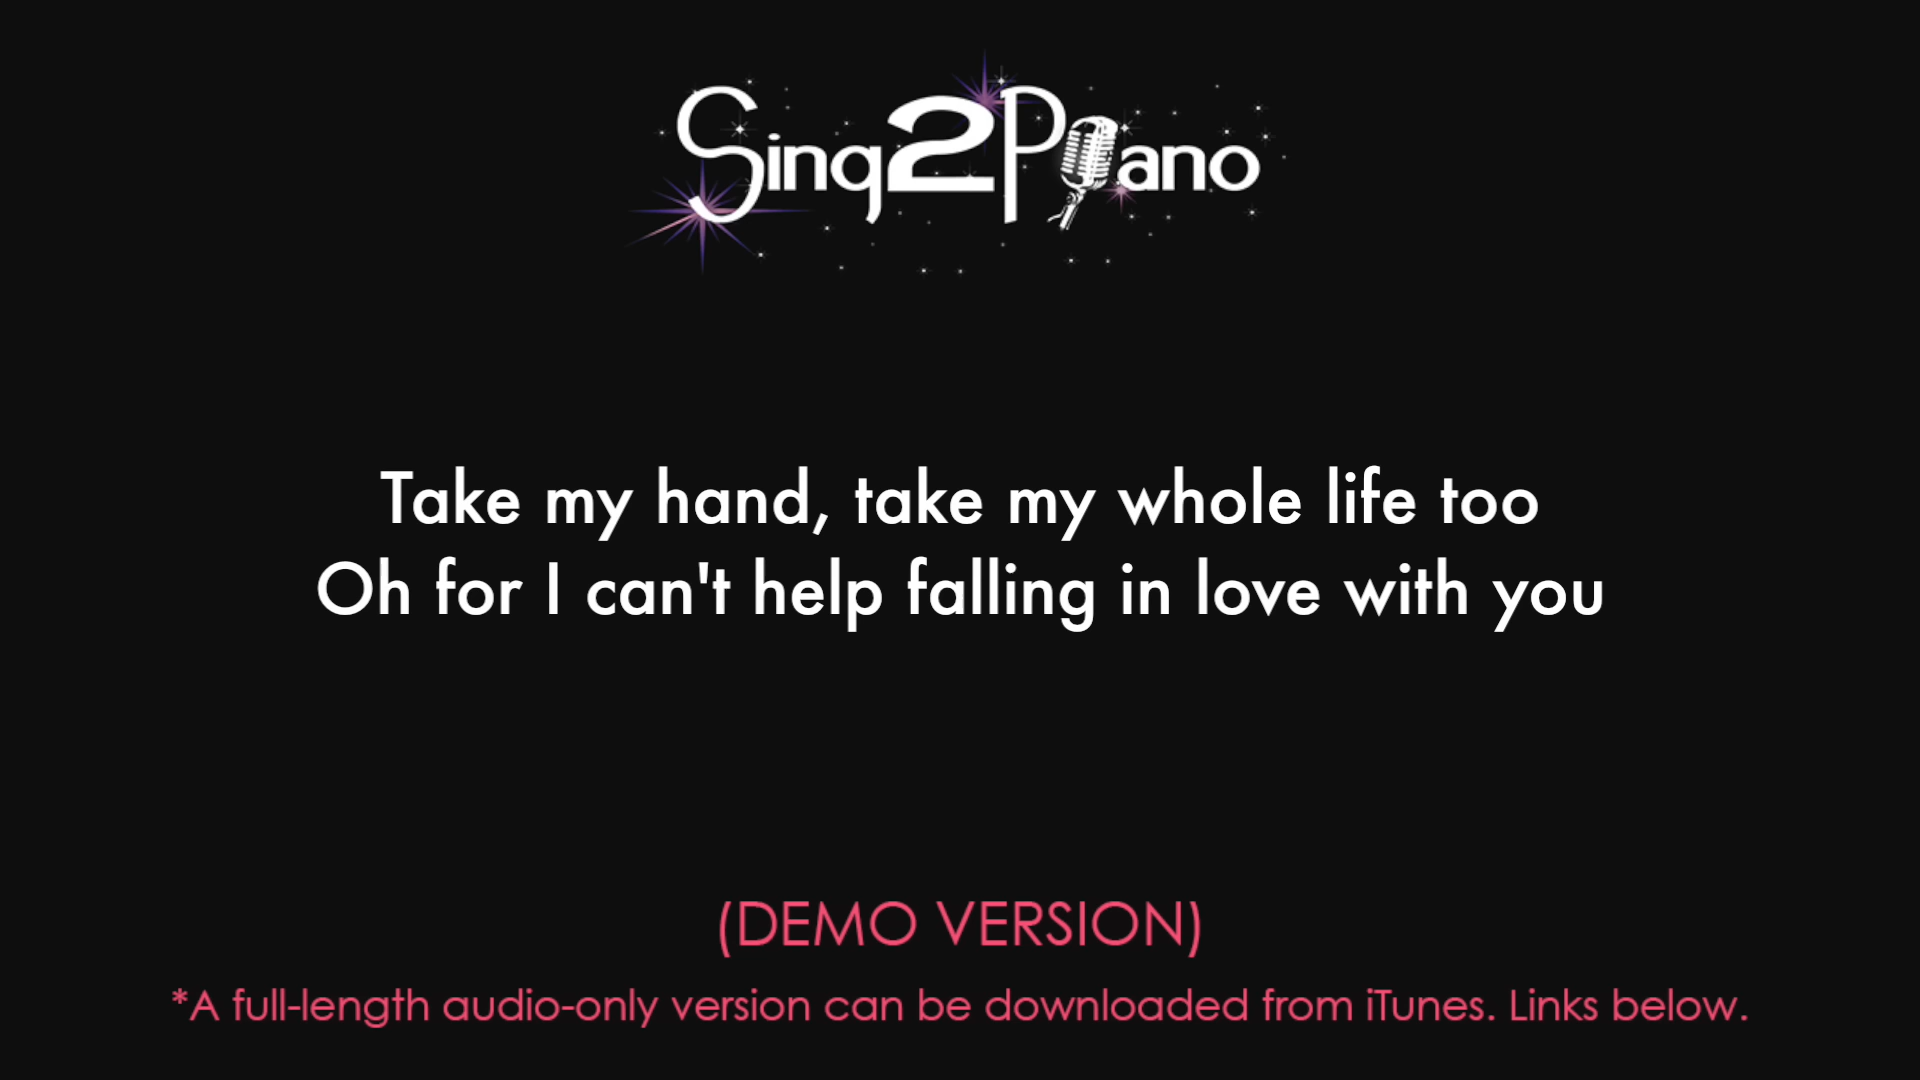 Sing2Piano
Take my hand, take my whole life too
Oh for I can't help falling in love with you
(DEMO VERSION)
*A full-length audio-only version can be downloaded from iTunes. Links below.